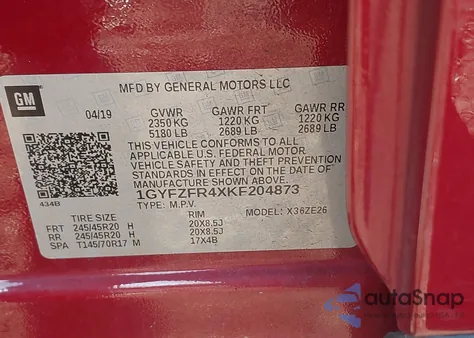 MFD BY GENERAL MOTORS LLC
GM
04/19 GVWR GAWR FRT GAWR RR
2350 KG 1220 KG 1220 KG
5180 LB 2689 LB 2689 LB
THIS VEHICLE CONFORMS TO ALL
APPLICABLE U.S. FEDERAL MOTOR
VEHICLE SAFETY AND THEFT PREVENTION
STANDARDS IN EFFECT ON THE DATE OF
MANUFACTURE SHOWN ABOVE.
1GYFZFR4XKF204873
434B
TYPE: M.P.V. MODEL: X36ZE26
TIRE SIZE RIM
FRT 245/45R20 H 20X8.5J
RR 245/45R20 H 20X8.5J
SPA T145/70R17 M 17X4B
autoSnap